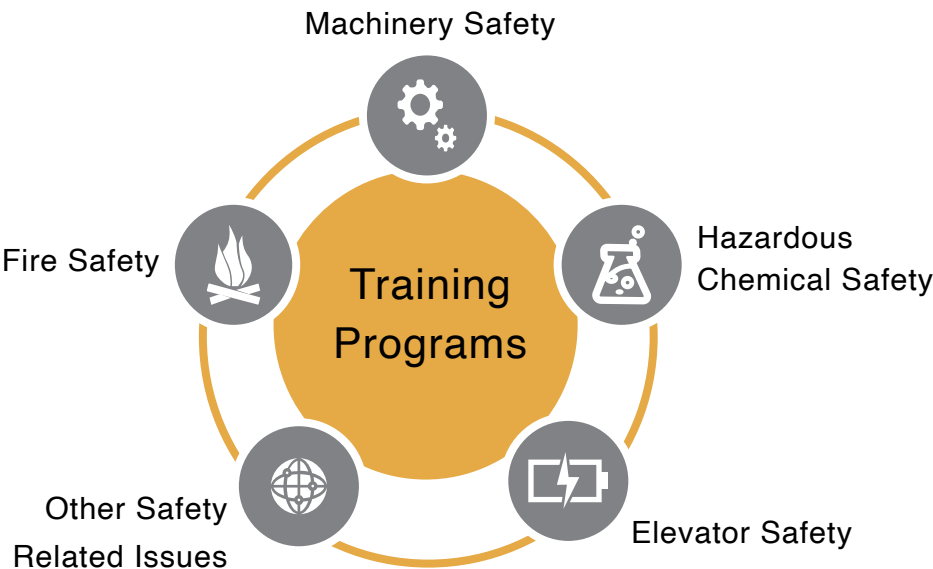 Machinery Safety
Hazardous
Chemical Safety
Fire Safety
Training
Programs
Other Safety
Related Issues
Elevator Safety